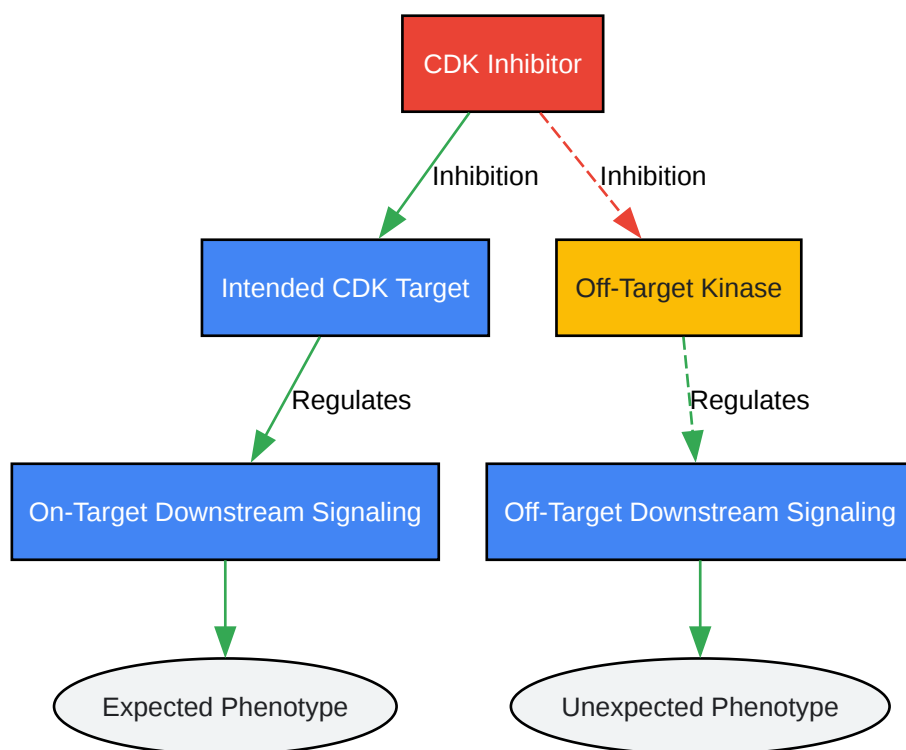 CDK Inhibitor
Inhibition
Inhibition
Intended CDK Target
Off-Target Kinase
Regulates
Regulates
On-Target Downstream Signaling
Off-Target Downstream Signaling
Expected Phenotype
Unexpected Phenotype